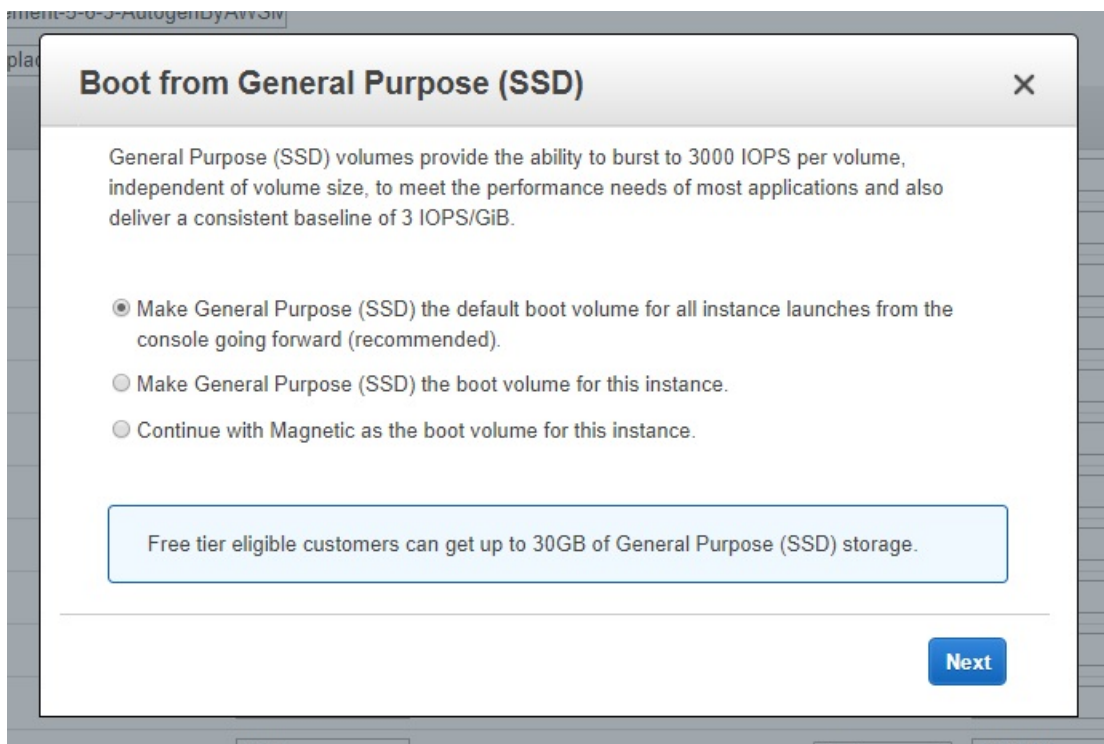 plac
Boot from General Purpose (SSD)
General Purpose (SSD) volumes provide the ability to burst to 3000 IOPS per volume,
independent of volume size, to meet the performance needs of most applications and also
deliver a consistent baseline of 3 IOPS/GiB.
Make General Purpose (SSD) the default boot volume for all instance launches from the
console going forward (recommended).
Make General Purpose (SSD) the boot volume for this instance.
Continue with Magnetic as the boot volume for this instance.
Free tier eligible customers can get up to 30GB of General Purpose (SSD) storage.
Next